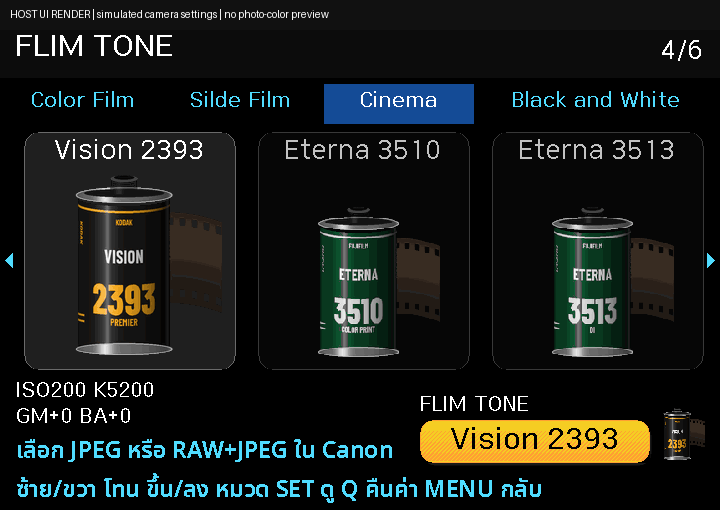 HOST UI RENDER | simulated camera settings | no photo-color preview
FLIM TONE
4/6
Color Film
Silde Film
Cinema
Black and White
Vision 2393
Eterna 3510
Eterna 3513
KODAK
KODAK
VISION
2393
PREMIER
FUJIFILM
ETERNA
3510
COLOR PRINT
FUJIFILM
ETERNA
3513
DI
ISO200 K5200
GM+0 BA+0
FLIM TONE
Vision 2393
VISION
2393
เลือก JPEG หรือ RAW+JPEG ใน Canon
ซ้าย/ขวา โทน ขึ้น/ลง หมวด SET ดู Q คืนค่า MENU กลับ